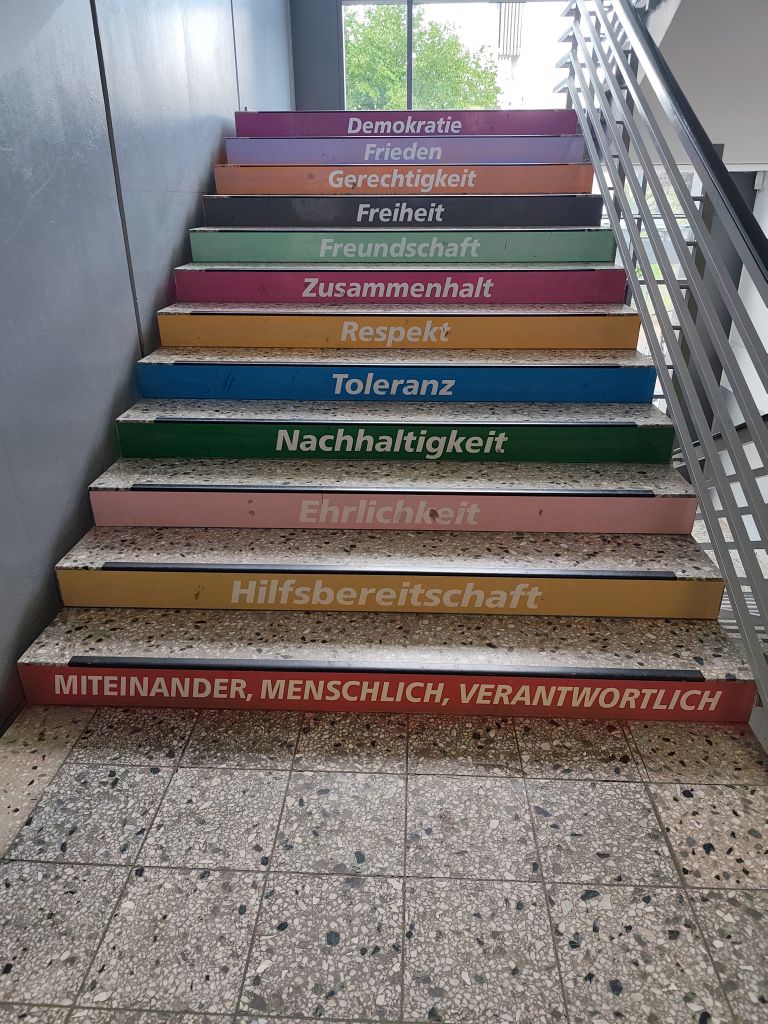 Demokratie
Frieden
Gerechtigkeit
Freiheit
Freundschaft
Zusammenhalt
Respekt
Toleranz
Nachhaltigkeit
Ehrlichkeit
Hilfsbereitschaft
MITEINANDER, MENSCHLICH, VERANTWORTLICH